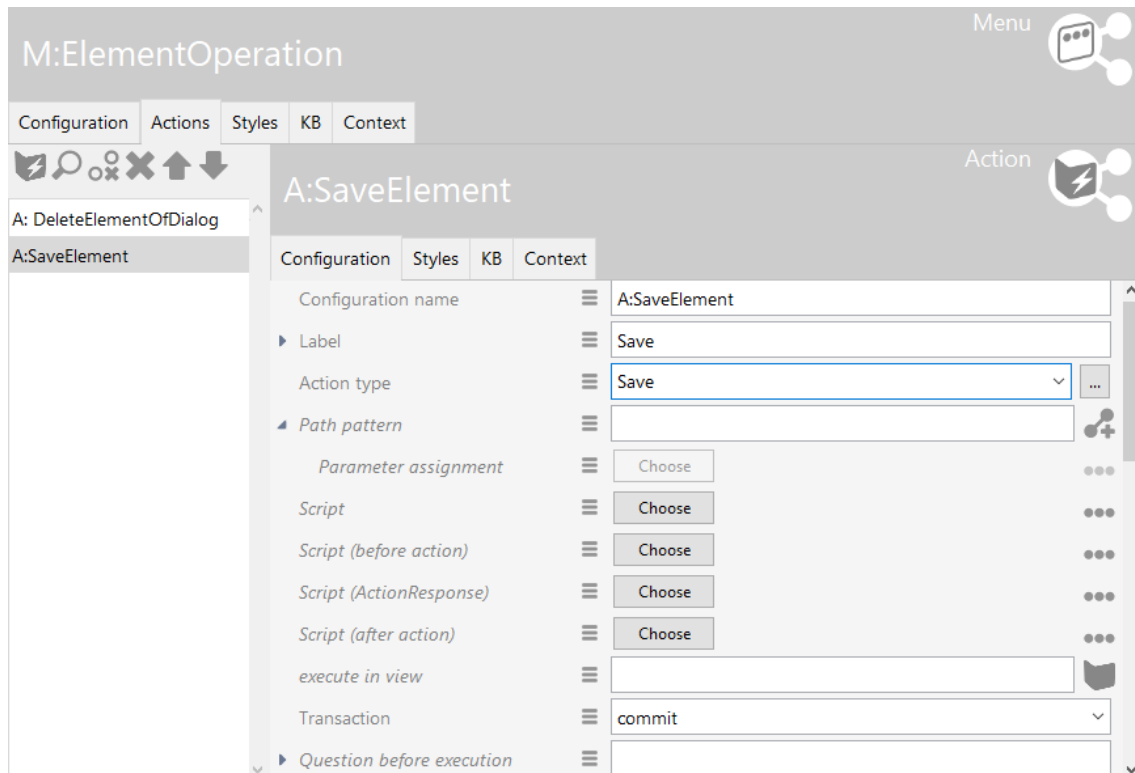 Menu
M:ElementOperation
Configuration Actions Styles KB Context
Action
A:SaveElement
A: DeleteElementOfDialog
A:SaveElement
Configuration Styles KB Context
Configuration name A:SaveElement
Label Save
Action type Save ...
Path pattern
Parameter assignment Choose
Script Choose
Script (before action) Choose
Script (ActionResponse) Choose
Script (after action) Choose
execute in view
Transaction commit
Question before execution